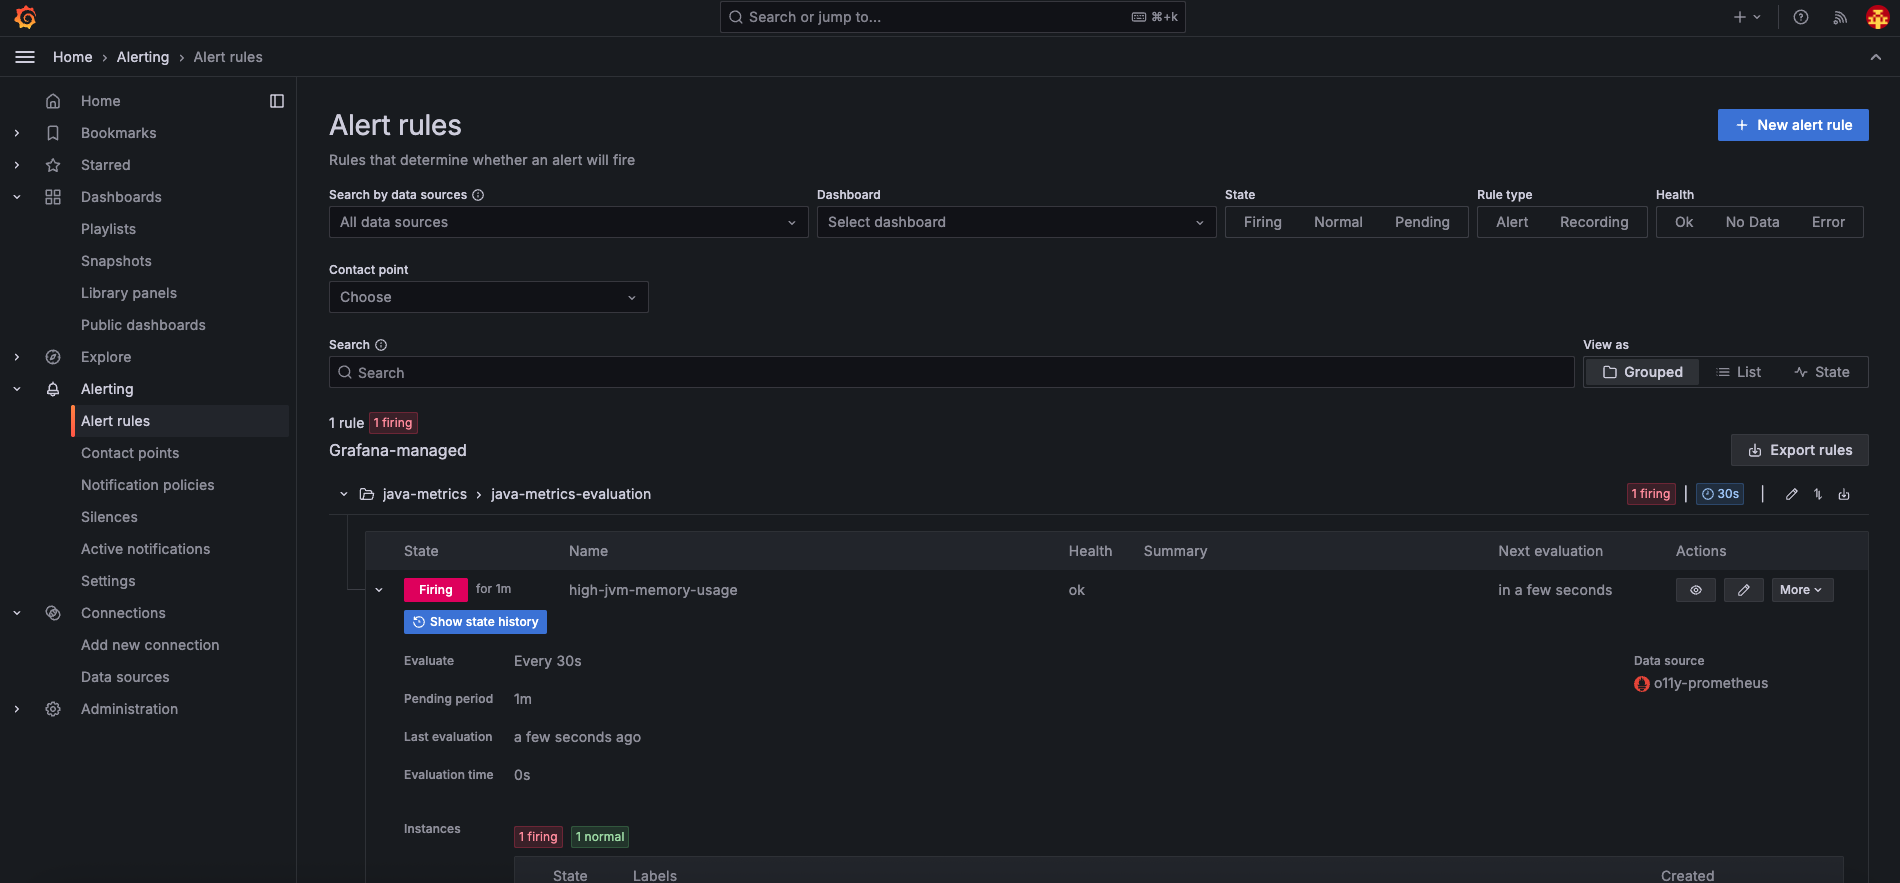 Search or jump to...
⌘+k
Home › Alerting › Alert rules
Home
Bookmarks
Starred
Dashboards
Playlists
Snapshots
Library panels
Public dashboards
Explore
Alerting
Alert rules
Contact points
Notification policies
Silences
Active notifications
Settings
Connections
Add new connection
Data sources
Administration
Alert rules
+ New alert rule
Rules that determine whether an alert will fire
Search by data sources
All data sources
Dashboard
Select dashboard
State
Firing Normal Pending
Rule type
Alert Recording
Health
Ok No Data Error
Contact point
Choose
Search
Search
View as
Grouped List State
1 rule 1 firing
Grafana-managed
Export rules
java-metrics › java-metrics-evaluation
1 firing | 30s |
State Name Health Summary Next evaluation Actions
Firing for 1m high-jvm-memory-usage ok in a few seconds More
Show state history
Evaluate Every 30s
Data source
o11y-prometheus
Pending period 1m
Last evaluation a few seconds ago
Evaluation time 0s
Instances 1 firing 1 normal
State Labels Created